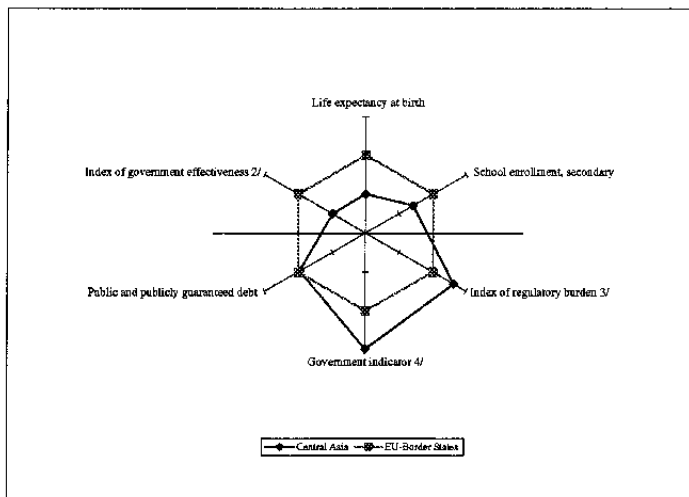 Life expectancy at birth
Index of government effectiveness 2/
School enrollment, secondary
Public and publicly guaranteed debt
Index of regulatory burden 3/
Government indicator 4/
Central Asia
EU-Border States